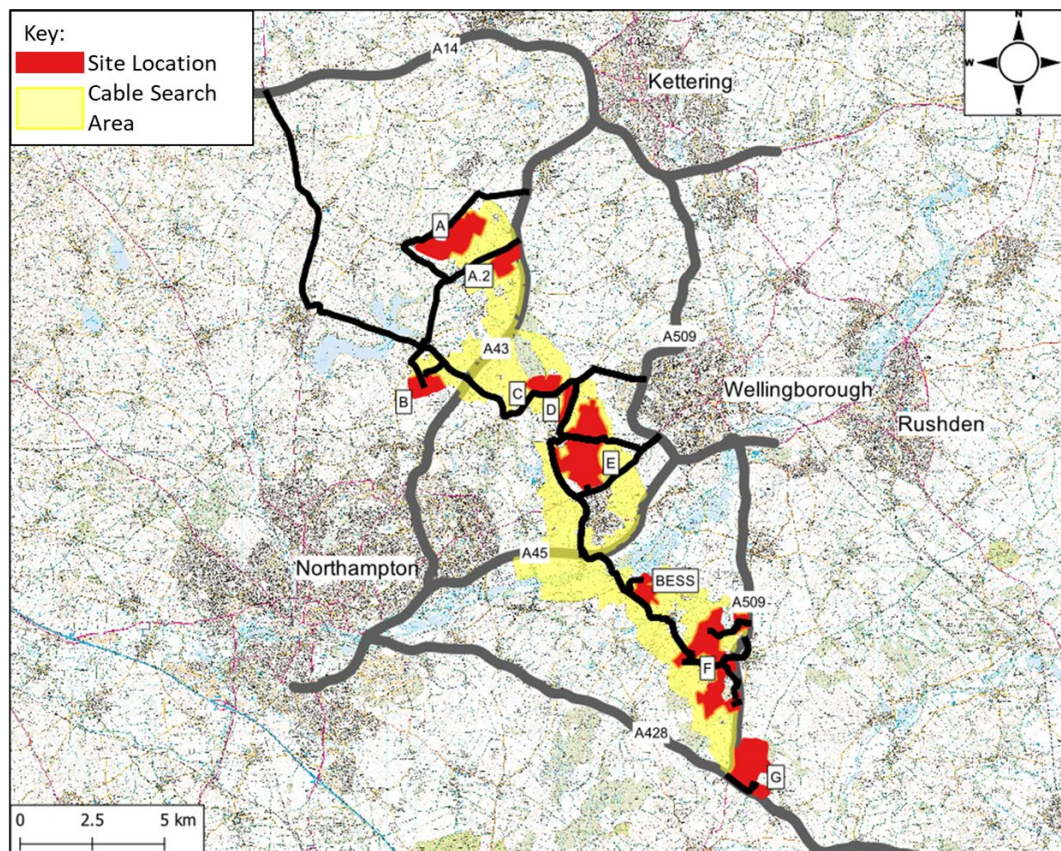 Key:
Site Location
Cable Search
Area
N
W
E
S
A14
Kettering
A
A.2
A43
A509
B
C
D
Wellingborough
Rushden
E
Northampton
A45
BESS
A509
F
A428
G
0 2.5 5 km